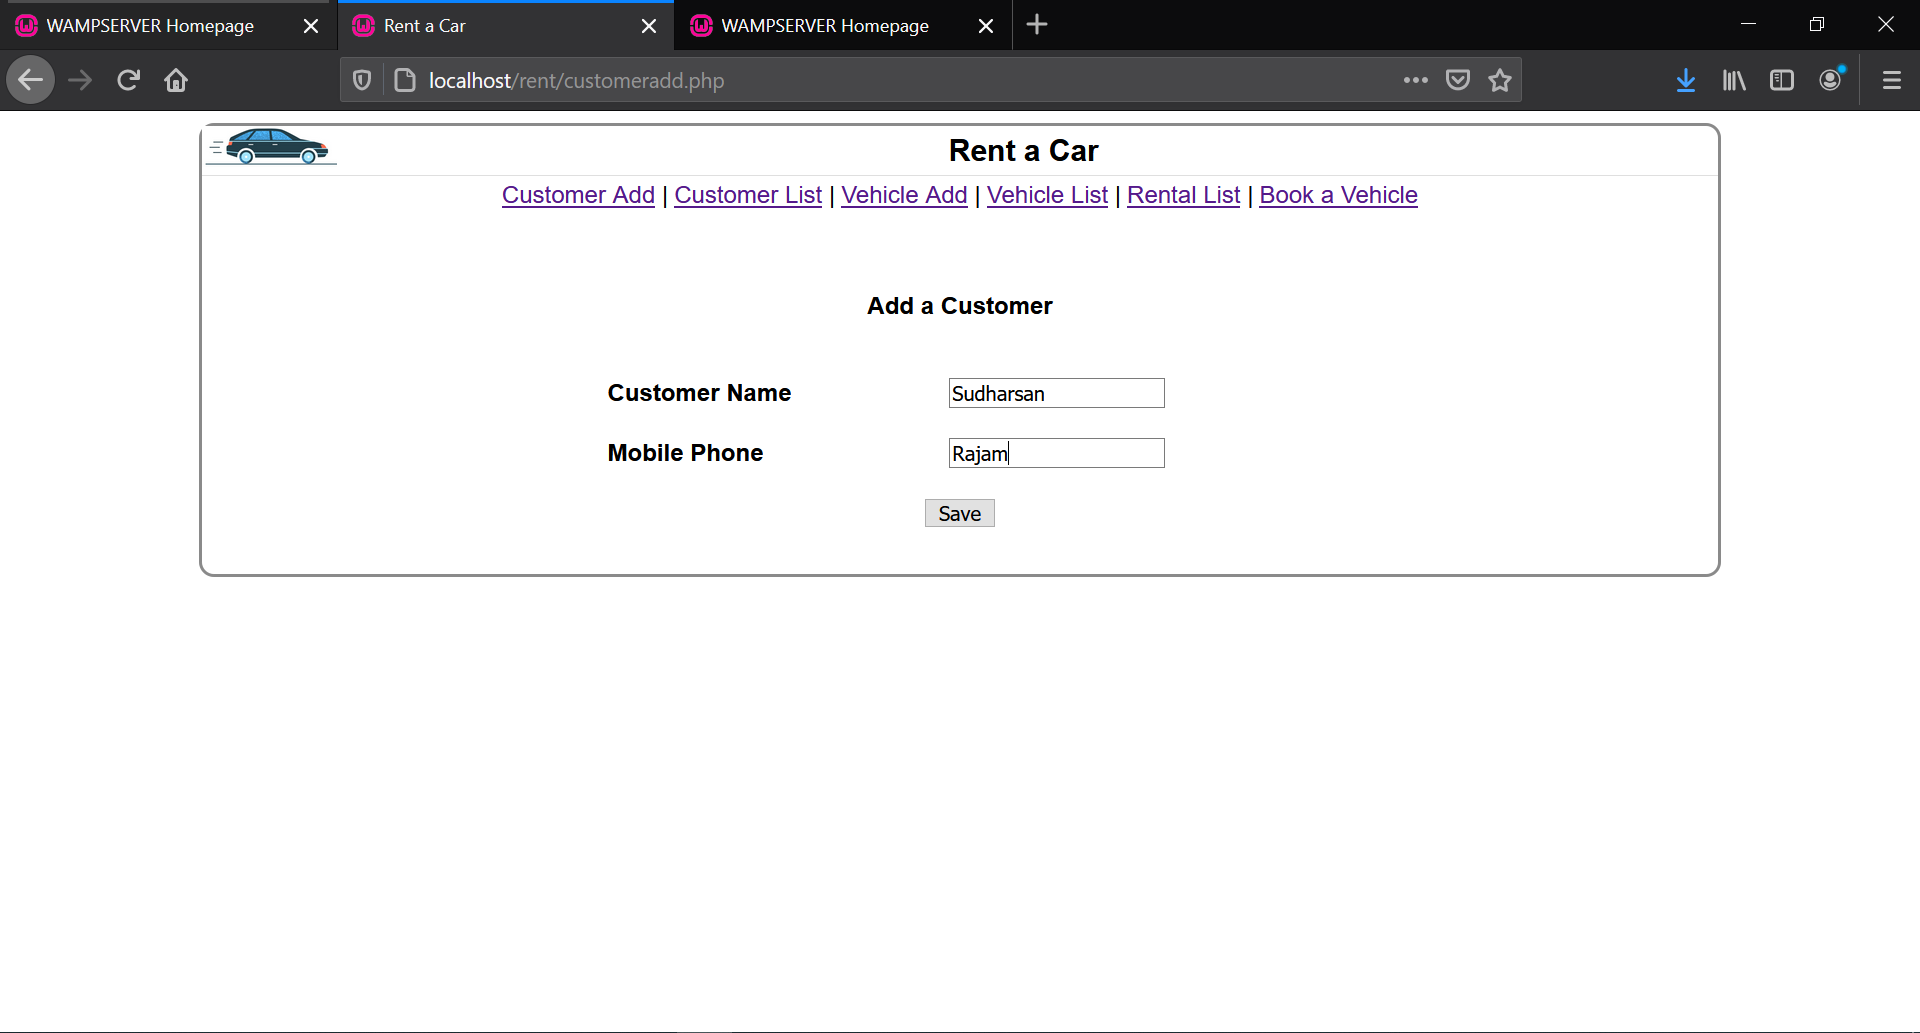 WAMPSERVER Homepage
Rent a Car
WAMPSERVER Homepage
localhost/rent/customeradd.php
Rent a Car
Customer Add | Customer List | Vehicle Add | Vehicle List | Rental List | Book a Vehicle
Add a Customer
Customer Name Sudharsan
Mobile Phone Rajam
Save